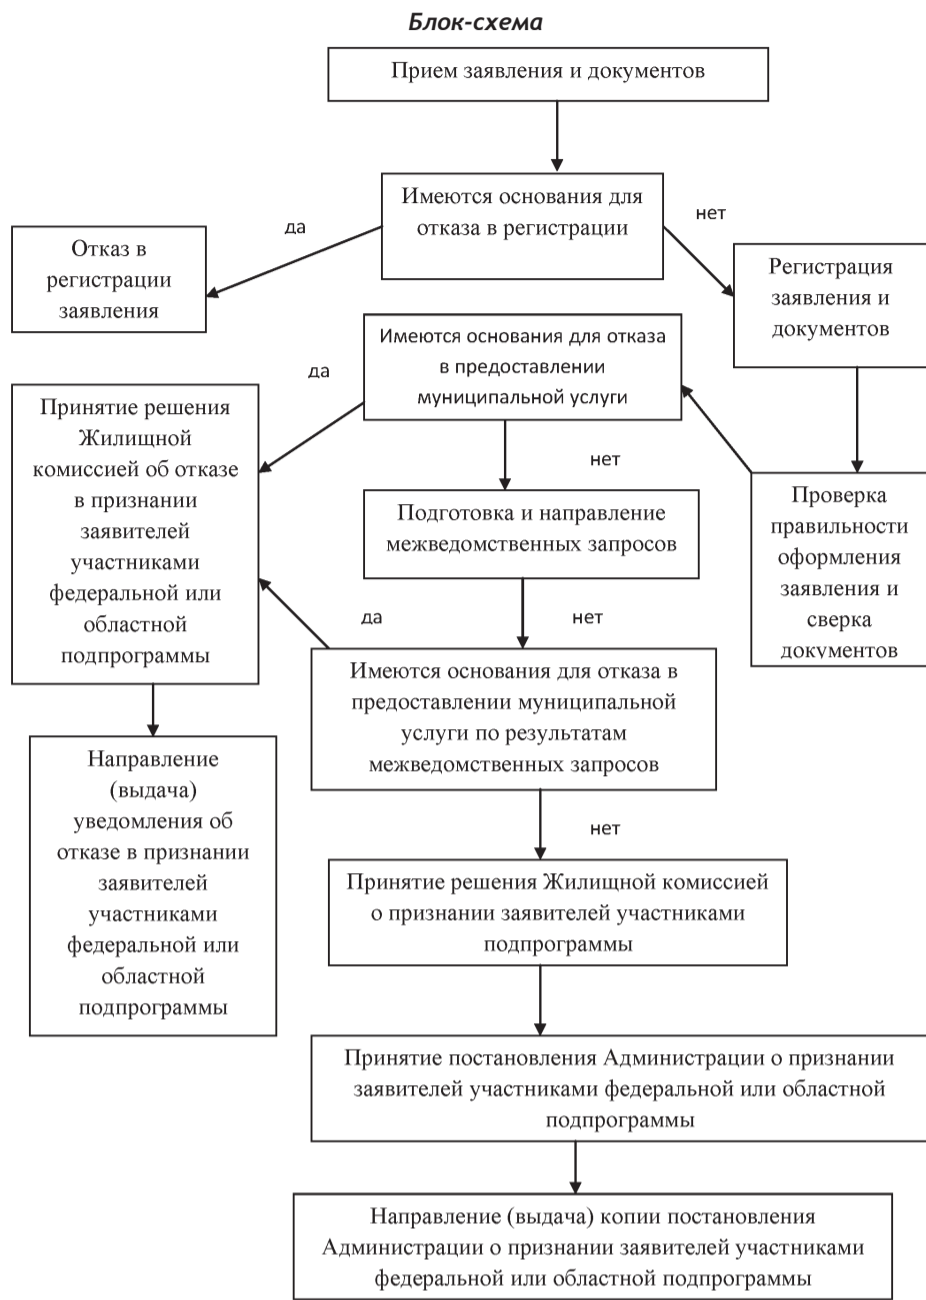 Блок-схема
Прием заявления и документов
Имеются основания для
отказа в регистрации
да
нет
Отказ в
регистрации
заявления
Регистрация
заявления и
документов
Имеются основания для отказа
в предоставлении
муниципальной услуги
да
нет
Принятие решения
Жилищной
комиссией об отказе
в признании
заявителей
участниками
федеральной или
областной
подпрограммы
Подготовка и направление
межведомственных запросов
Проверка
правильности
оформления
заявления и
сверка
документов
да
нет
Имеются основания для отказа в
предоставлении муниципальной
услуги по результатам
межведомственных запросов
Направление
(выдача)
уведомления об
отказе в признании
заявителей
участниками
федеральной или
областной
подпрограммы
нет
Принятие решения Жилищной комиссией
о признании заявителей участниками
подпрограммы
Принятие постановления Администрации о признании
заявителей участниками федеральной или областной
подпрограммы
Направление (выдача) копии постановления
Администрации о признании заявителей участниками
федеральной или областной подпрограммы